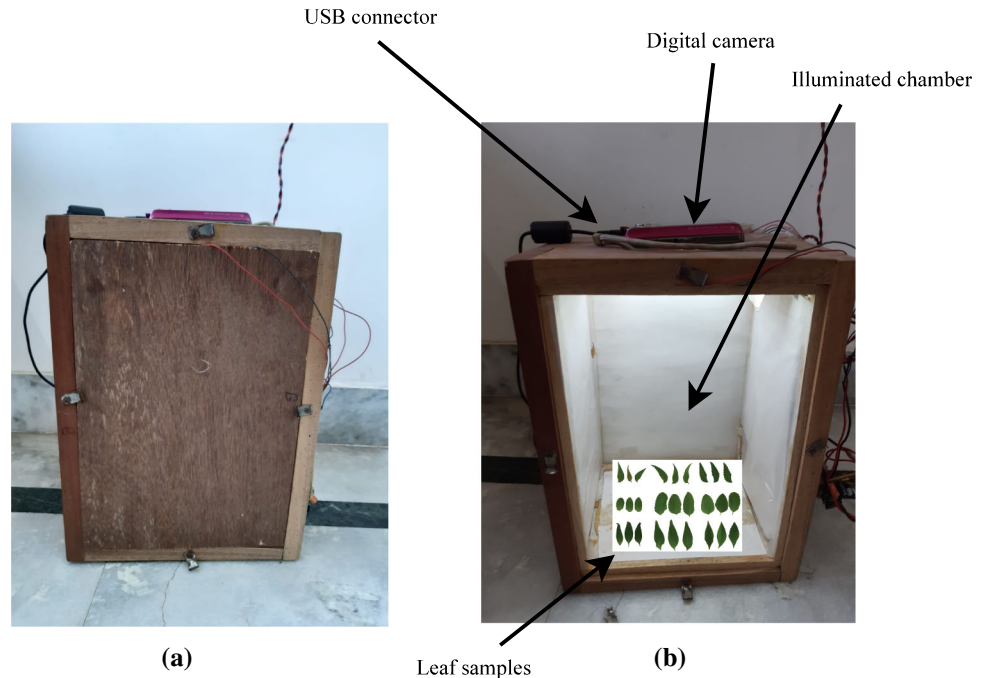 USB connector
Digital camera
Illuminated chamber
(a)
(b)
Leaf samples